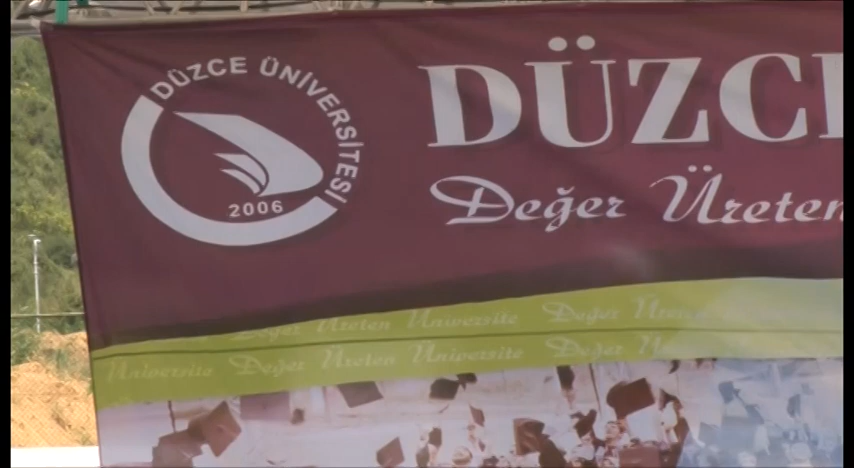 DÜZCE ÜNİVERSİTESİ
2006
DÜZCE
Değer Üreten
Değer Üreten Üniversite Değer Üreten
Üniversite Değer Üreten Üniversite Değer